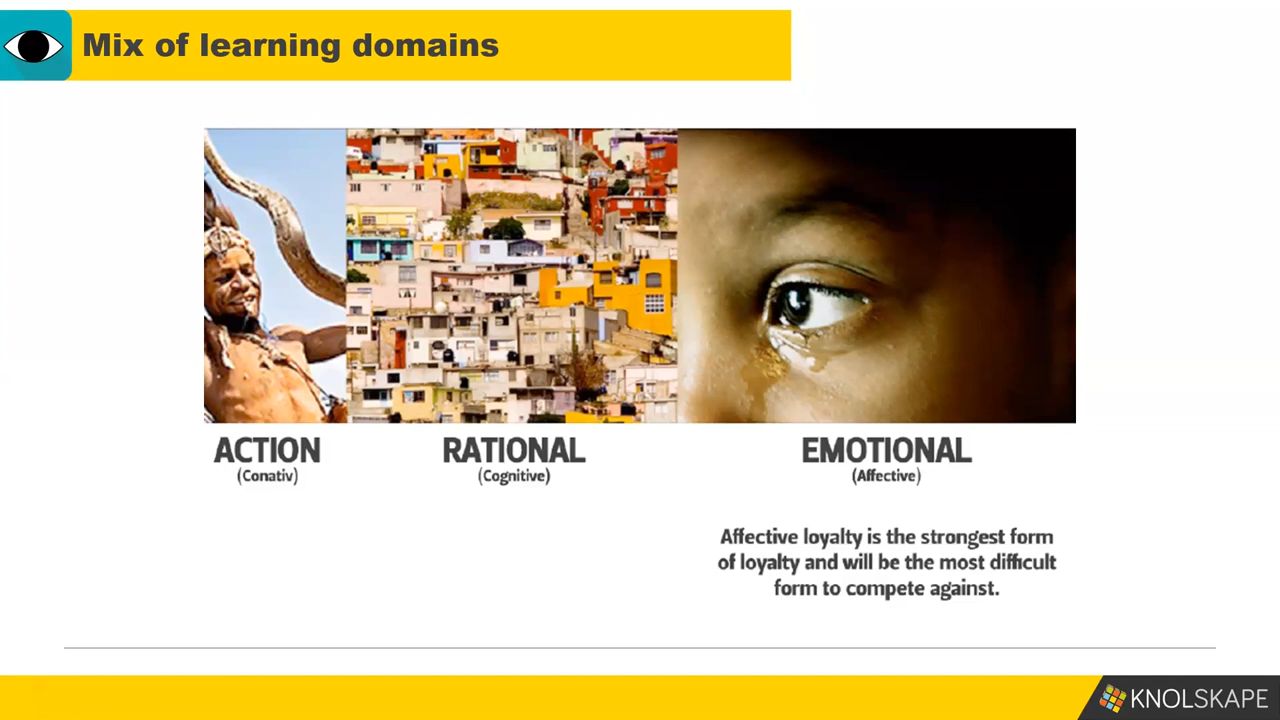 Mix of learning domains
ACTION
(Conativ)
RATIONAL
(Cognitive)
EMOTIONAL
(Affective)
Affective loyalty is the strongest form
of loyalty and will be the most difficult
form to compete against.
KNOLSKAPE